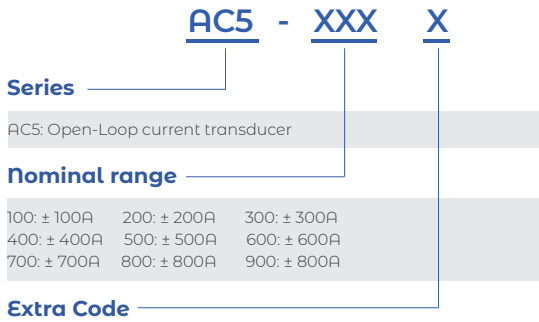 AC5 - XXX X
Series
AC5: Open-Loop current transducer
Nominal range
100: ± 100A 200: ± 200A 300: ± 300A
400: ± 400A 500: ± 500A 600: ± 600A
700: ± 700A 800: ± 800A 900: ± 800A
Extra Code